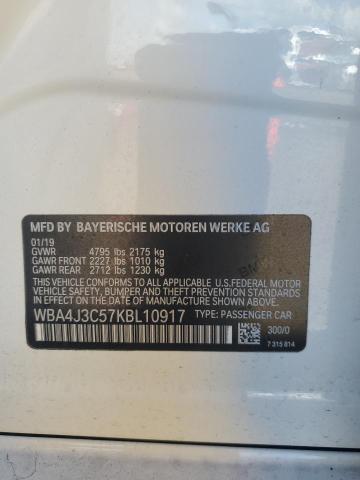 MFD BY BAYERISCHE MOTOREN WERKE AG
01/19
GVWR 4795 lbs 2175 kg
GAWR FRONT 2227 lbs 1010 kg
GAWR REAR 2712 lbs 1230 kg
THIS VEHICLE CONFORMS TO ALL APPLICABLE U.S.FEDERAL MOTOR
VEHICLE SAFETY, BUMPER, AND THEFT PREVENTION STANDARDS
IN EFFECT ON THE DATE OF MANUFACTURE SHOWN ABOVE.
WBA4J3C57KBL10917 TYPE: PASSENGER CAR
300/0
7 315 814